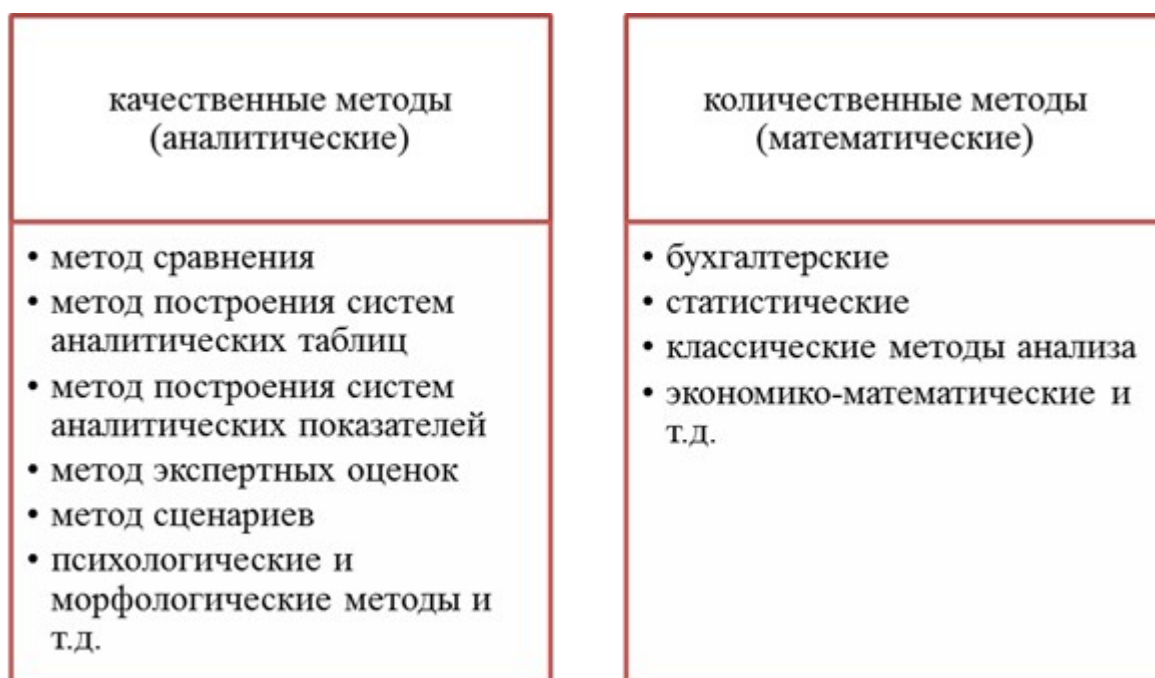 качественные методы
(аналитические)
• метод сравнения
• метод построения систем
аналитических таблиц
• метод построения систем
аналитических показателей
• метод экспертных оценок
• метод сценариев
• психологические и
морфологические методы и
т.д.
количественные методы
(математические)
• бухгалтерские
• статистические
• классические методы анализа
• экономико-математические и
т.д.